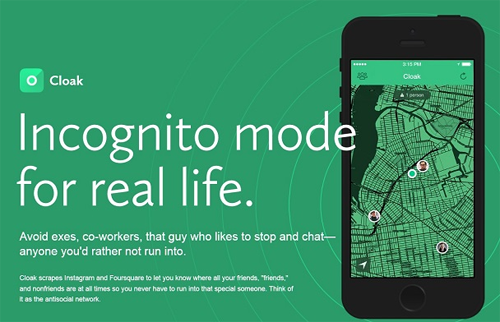 3:15 PM
Cloak
1 person
Cloak
Incognito mode
for real life.
Avoid exes, co-workers, that guy who likes to stop and chat—
anyone you'd rather not run into.
Cloak scrapes Instagram and Foursquare to let you know where all your friends, "friends,"
and nonfriends are at all times so you never have to run into that special someone. Think of
it as the antisocial network.